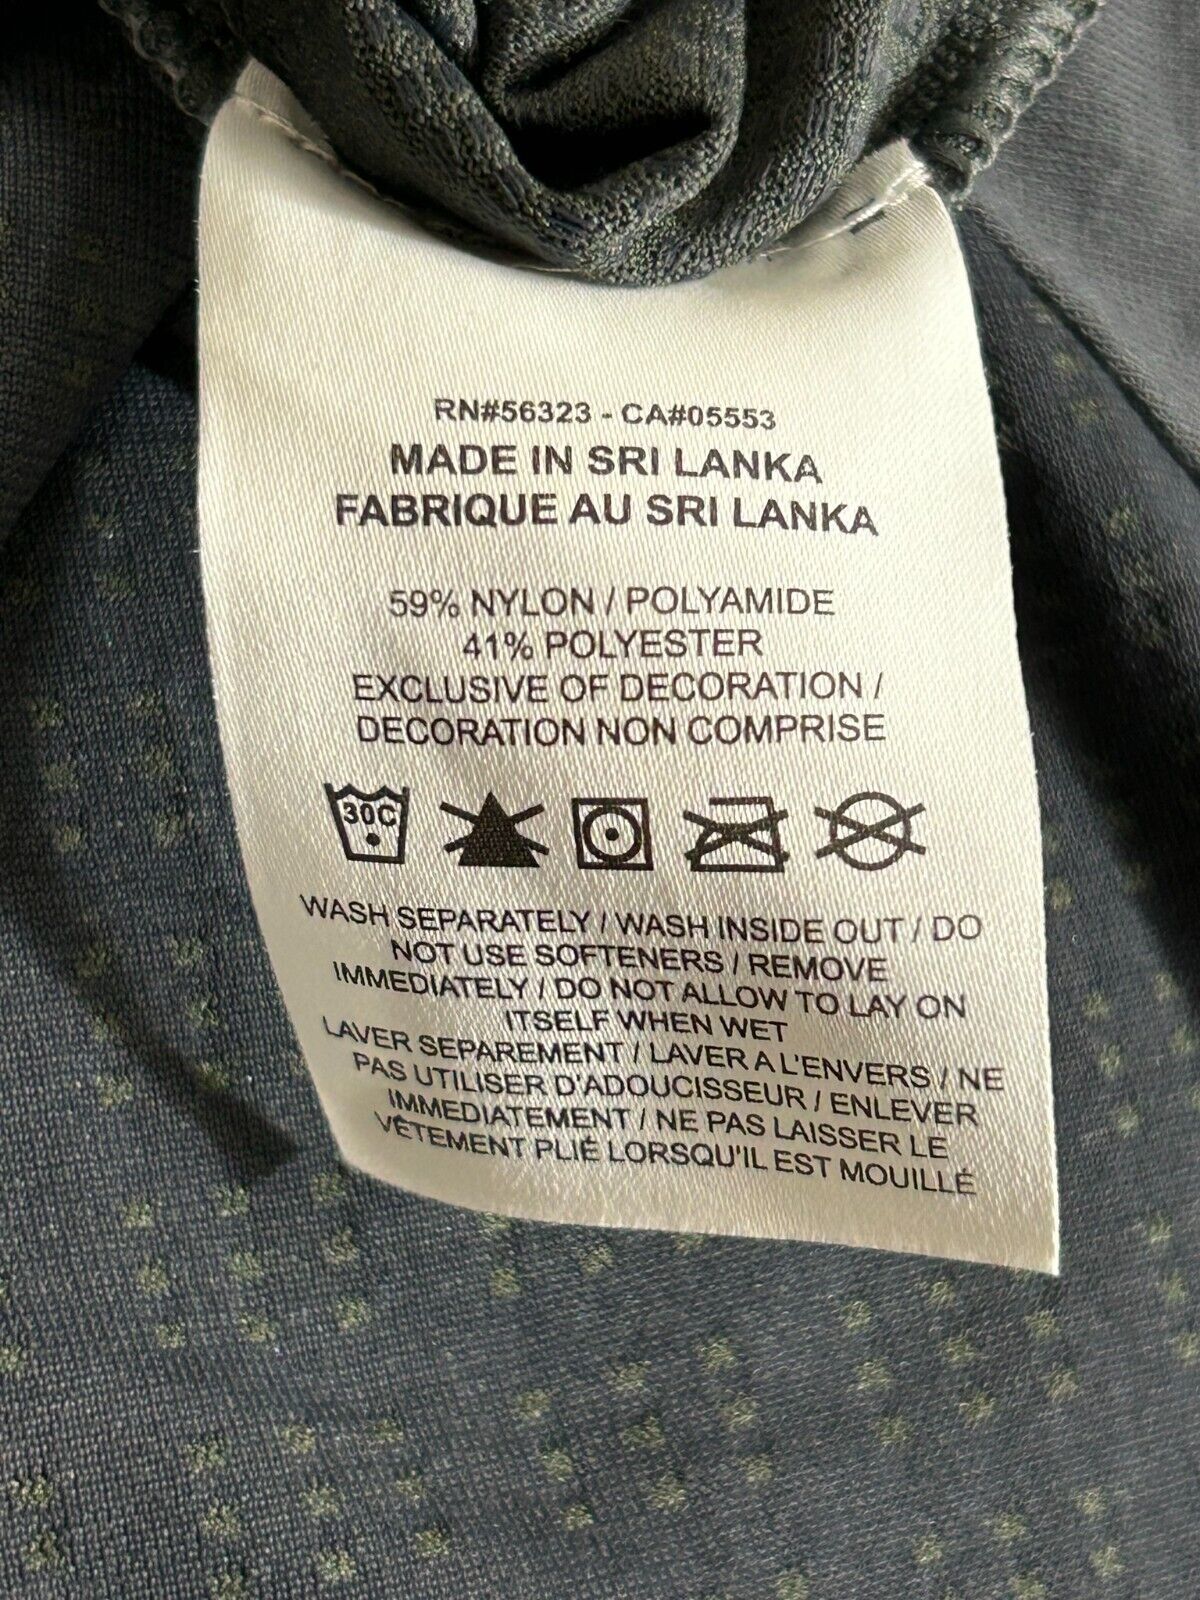 RN#56323 - CA#05553
MADE IN SRI LANKA
FABRIQUE AU SRI LANKA
59% NYLON / POLYAMIDE
41% POLYESTER
EXCLUSIVE OF DECORATION /
DECORATION NON COMPRISE
30C
WASH SEPARATELY / WASH INSIDE OUT / DO
NOT USE SOFTENERS / REMOVE
IMMEDIATELY / DO NOT ALLOW TO LAY ON
ITSELF WHEN WET
LAVER SEPAREMENT / LAVER A L'ENVERS / NE
PAS UTILISER D'ADOUCISSEUR / ENLEVER
IMMEDIATEMENT / NE PAS LAISSER LE
VÊTEMENT PLIÉ LORSQU'IL EST MOUILLÉ